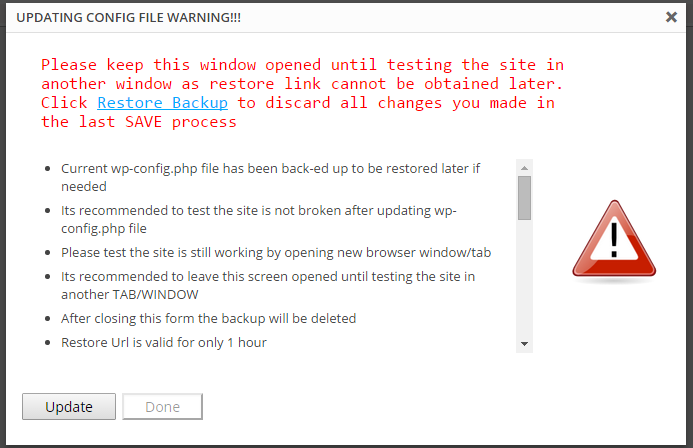 UPDATING CONFIG FILE WARNING!!!
Please keep this window opened until testing the site in
another window as restore link cannot be obtained later.
Click Restore Backup to discard all changes you made in
the last SAVE process
Current wp-config.php file has been back-ed up to be restored later if
needed
Its recommended to test the site is not broken after updating wp-
config.php file
Please test the site is still working by opening new browser window/tab
Its recommended to leave this screen opened until testing the site in
another TAB/WINDOW
After closing this form the backup will be deleted
Restore Url is valid for only 1 hour
Update
Done